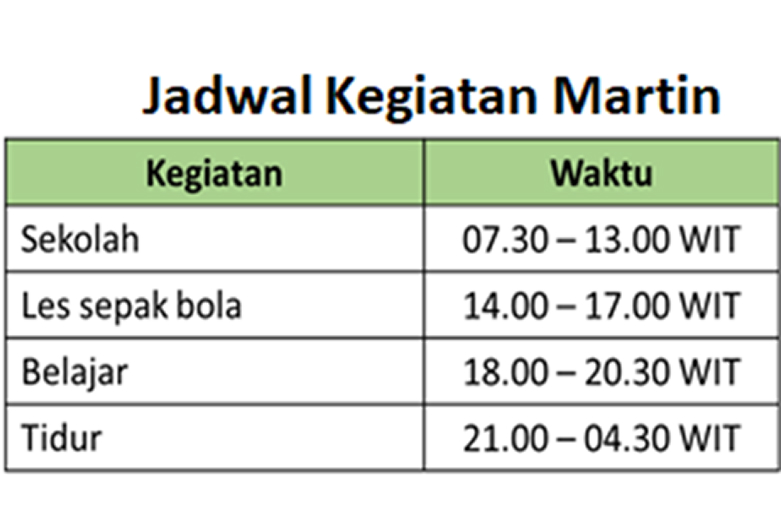 Jadwal Kegiatan Martin
Kegiatan Waktu
Sekolah 07.30 – 13.00 WIT
Les sepak bola 14.00 – 17.00 WIT
Belajar 18.00 – 20.30 WIT
Tidur 21.00 – 04.30 WIT